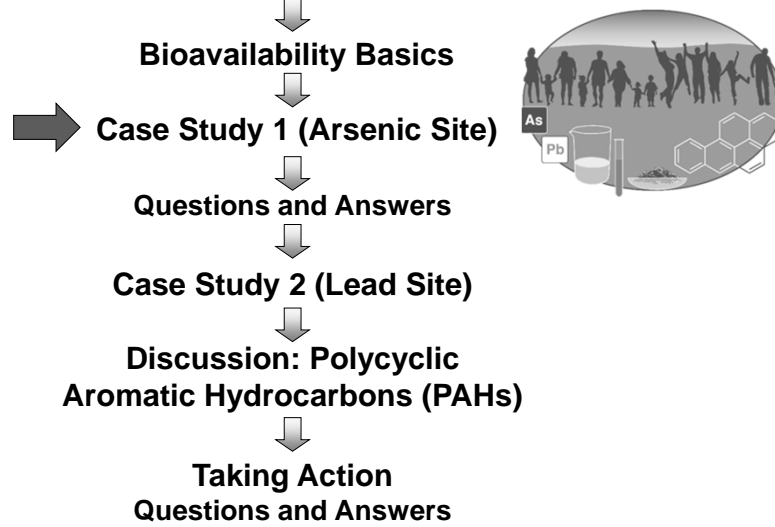 Bioavailability Basics
Case Study 1 (Arsenic Site)
As
Pb
Questions and Answers
Case Study 2 (Lead Site)
Discussion: Polycyclic
Aromatic Hydrocarbons (PAHs)
Taking Action
Questions and Answers